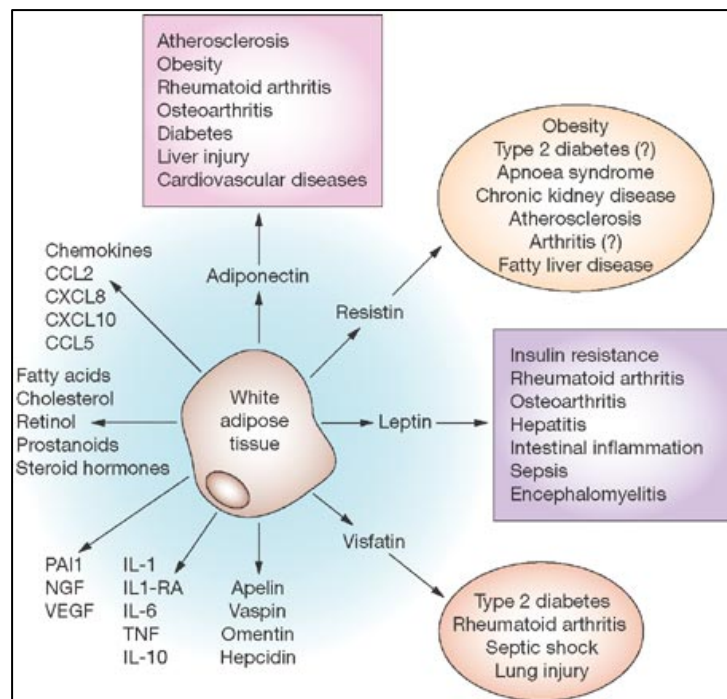 Atherosclerosis
Obesity
Rheumatoid arthritis
Osteoarthritis
Diabetes
Liver injury
Cardiovascular diseases
Obesity
Type 2 diabetes (?)
Apnoea syndrome
Chronic kidney disease
Atherosclerosis
Arthritis (?)
Fatty liver disease
Chemokines
CCL2
CXCL8
CXCL10
CCL5
Adiponectin
Resistin
Fatty acids
Cholesterol
Retinol
Prostanoids
Steroid hormones
White
adipose
tissue
Leptin
Insulin resistance
Rheumatoid arthritis
Osteoarthritis
Hepatitis
Intestinal inflammation
Sepsis
Encephalomyelitis
Visfatin
PAI1
NGF
VEGF
IL-1
IL1-RA
IL-6
TNF
IL-10
Apelin
Vaspin
Omentin
Hepcidin
Type 2 diabetes
Rheumatoid arthritis
Septic shock
Lung injury